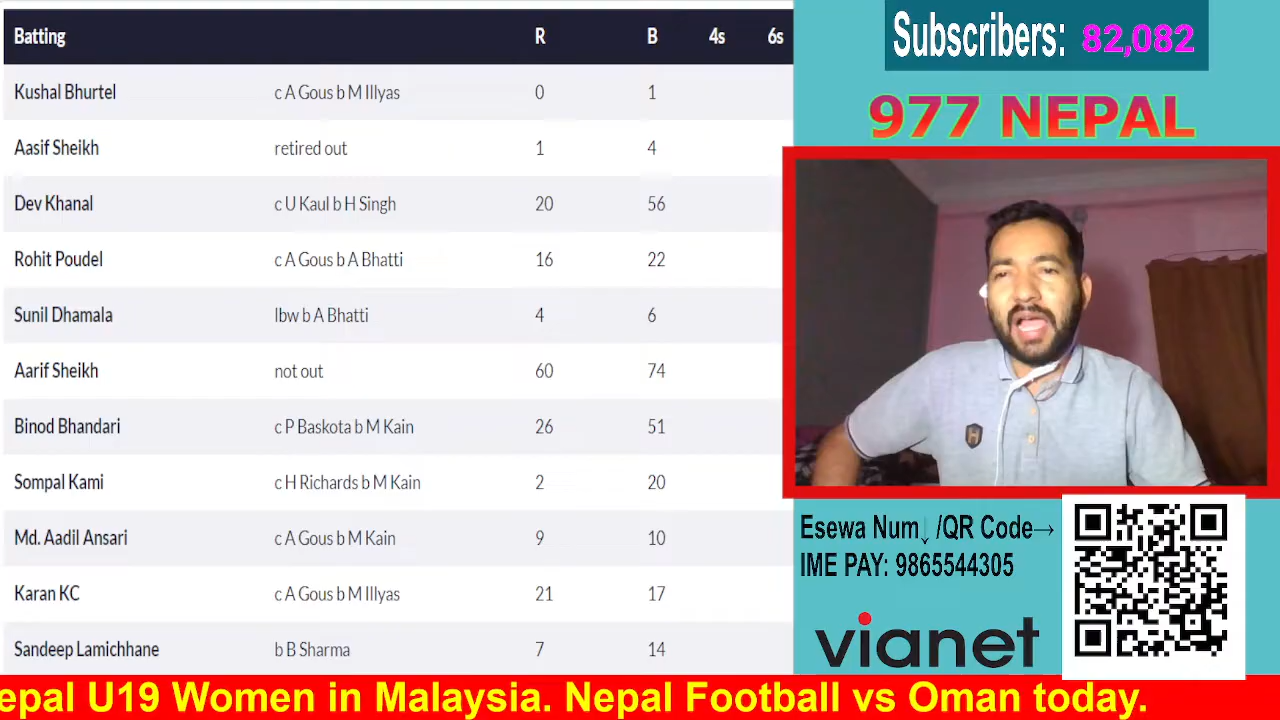 Batting R B 4s 6s
Kushal Bhurtel c A Gous b M Illyas 0 1
Aasif Sheikh retired out 1 4
Dev Khanal c U Kaul b H Singh 20 56
Rohit Poudel c A Gous b A Bhatti 16 22
Sunil Dhamala lbw b A Bhatti 4 6
Aarif Sheikh not out 60 74
Binod Bhandari c P Baskota b M Kain 26 51
Sompal Kami c H Richards b M Kain 2 20
Md. Aadil Ansari c A Gous b M Kain 9 10
Karan KC c A Gous b M Illyas 21 17
Sandeep Lamichhane b B Sharma 7 14
Subscribers: 82,082
977 NEPAL
Esewa Num↓ /QR Code→
IME PAY: 9865544305
vianet
epal U19 Women in Malaysia. Nepal Football vs Oman today.